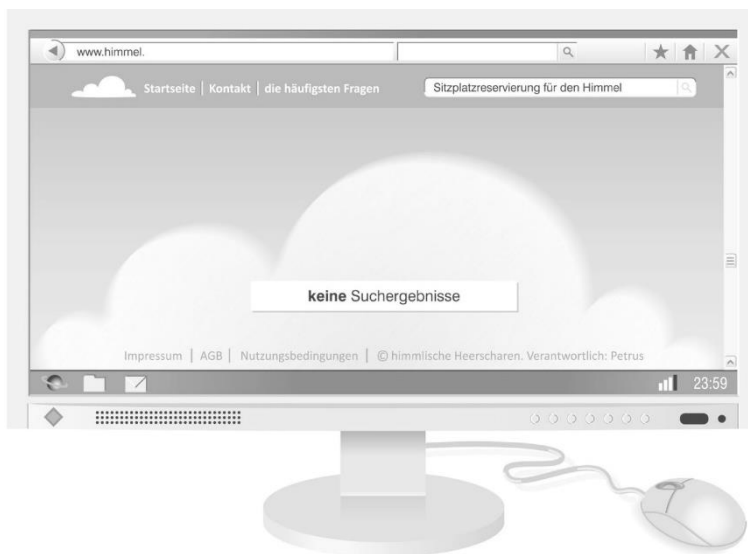 www.himmel.
Startseite | Kontakt | die häufigsten Fragen
Sitzplatzreservierung für den Himmel
keine Suchergebnisse
Impressum | AGB | Nutzungsbedingungen | © himmlische Heerscharen. Verantwortlich: Petrus
23:59